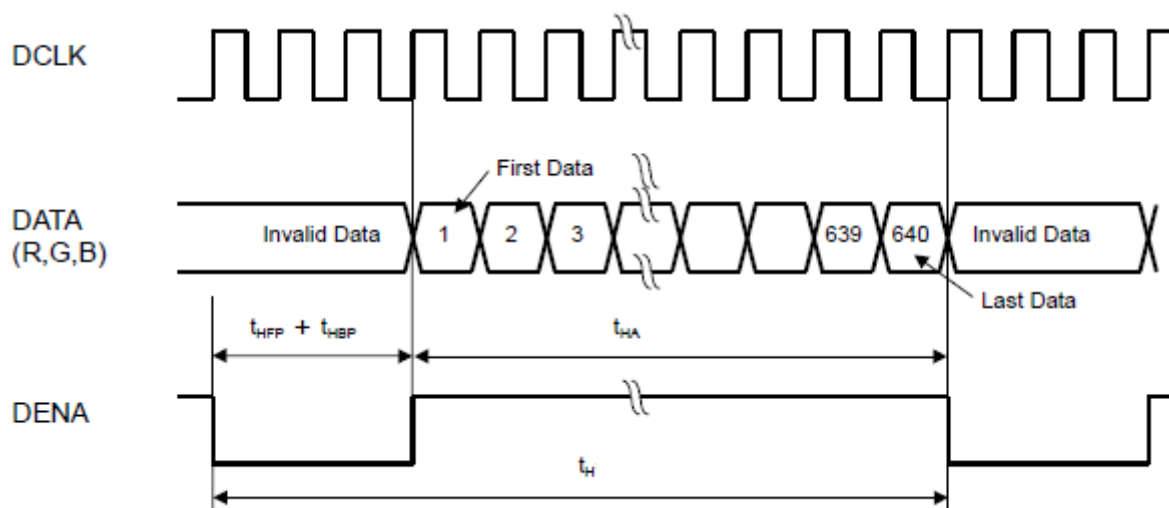 DCLK
First Data
DATA
(R,G,B)
Invalid Data 1 2 3 639 640 Invalid Data
Last Data
tHFP + tHBP tHA
DENA
tH